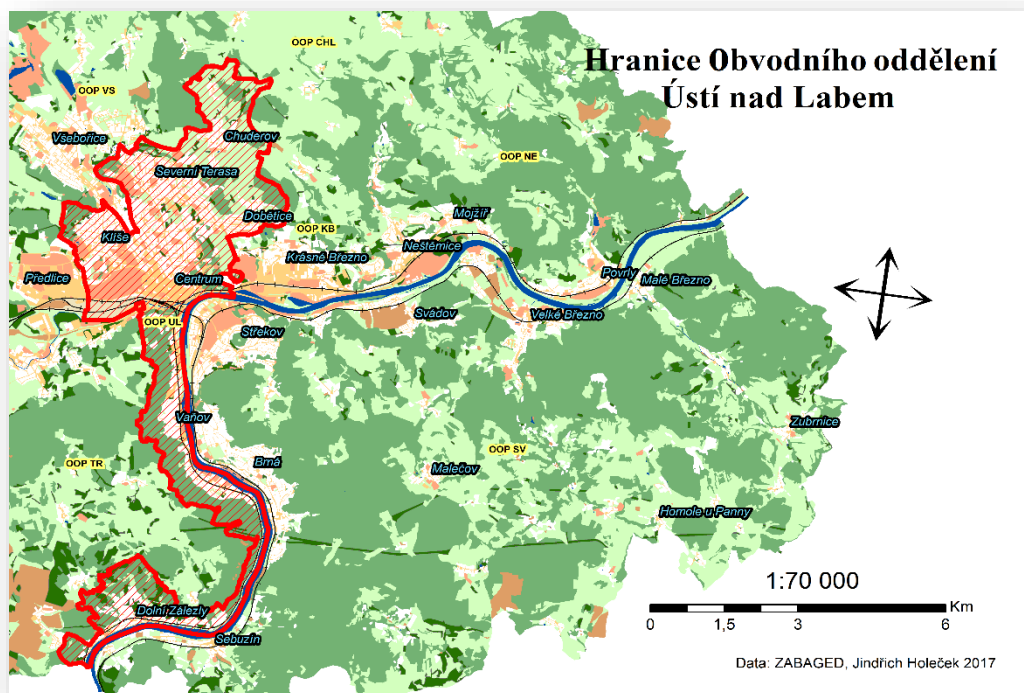 Hranice Obvodního oddělení
Ústí nad Labem
OOP CHL
OOP VS
Všebořice
Chuderov
OOP NE
Severní Terasa
Dobětice
Mojžíř
OOP KB
Klíše
Neštěmice
Krásné Březno
Předlice
Centrum
Povrly
Malé Březno
OOP UL
Střekov
Svádov
Velké Březno
Vaňov
Zubrnice
OOP SV
OOP TR
Brná
Malečov
Homole u Panny
1:70 000
Km
0 1,5 3 6
Dolní Zálezly
Sebuzín
Data: ZABAGED, Jindřich Holeček 2017